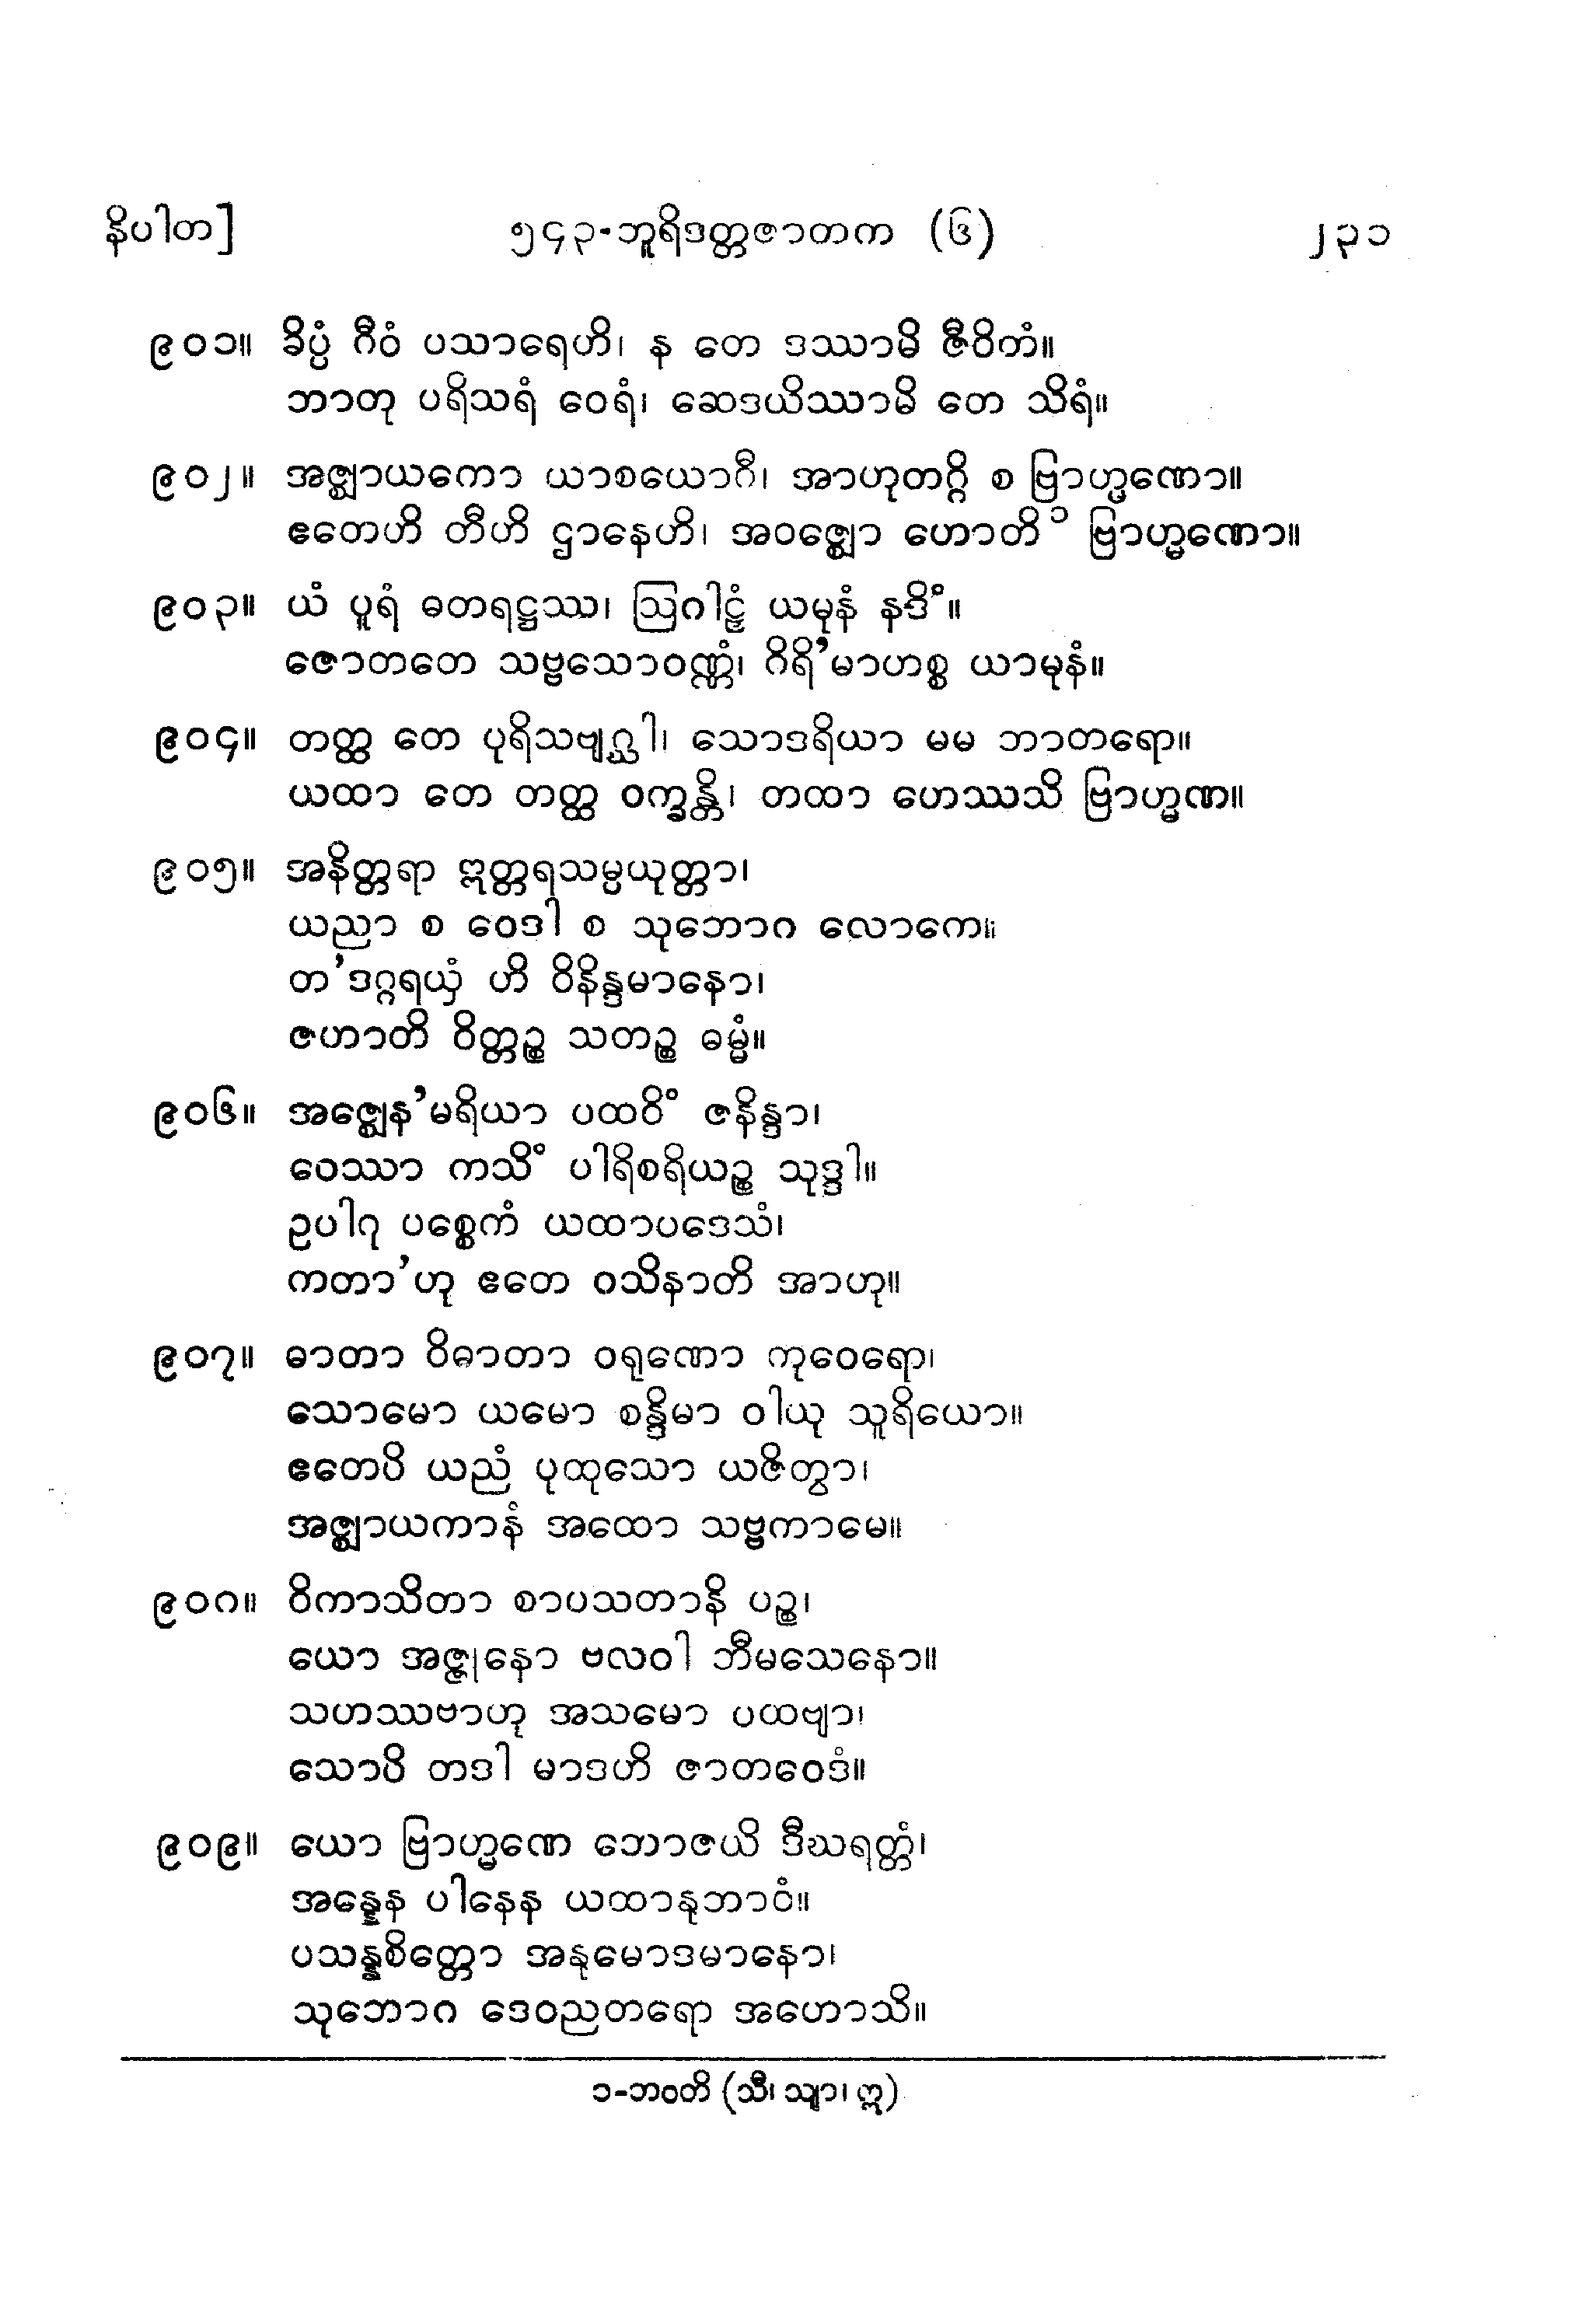 နိပါတ] ၅၄၃-ဘူရိဒတ္တဇာတက (၆) ၂၃၁
၉၀၁။ ခိပ္ပံ ဂီဝံ ပသာရေဟိ၊ န တေ ဒဿာမိ ဇီဝိတံ။
ဘာတု ပရိသရံ ဝေရံ၊ ဆေဒယိဿာမိ တေ သိရံ။
၉၀၂။ အဇ္ဈာယကော ယာစယောဂီ၊ အာဟုတဂ္ဂိ စ ဗြာဟ္မဏော။
ဧတေဟိ တီဟိ ဌာနေဟိ၊ အဝဇ္ဈော ဟောတိ ၁ ဗြာဟ္မဏော။
၉၀၃။ ယံ ပူရံ ဓတရဋ္ဌဿ၊ ဩဂါဠှံ ယမုနံ နဒိံ။
ဇောတတေ သဗ္ဗသောဝဏ္ဏံ၊ ဂိရိ’မာဟစ္စ ယာမုနံ။
၉၀၄။ တတ္ထ တေ ပုရိသဗျဂ္ဃါ၊ သောဒရိယာ မမ ဘာတရော။
ယထာ တေ တတ္ထ ဝက္ခန္တိ၊ တထာ ဟေဿသိ ဗြာဟ္မဏ။
၉၀၅။ အနိတ္တရာ ဣတ္တရသမ္ပယုတ္တာ၊
ယညာ စ ဝေဒါ စ သုဘောဂ လောကေ။
တ’ဒဂ္ဂရယှံ ဟိ ဝိနိန္ဒမာနော၊
ဇဟာတိ ဝိတ္တဉ္စ သတဉ္စ ဓမ္မံ။
၉၀၆။ အဇ္ဈေန’မရိယာ ပထဝိံ ဇနိန္ဒာ၊
ဝေဿာ ကသိံ ပါရိစရိယဉ္စ သုဒ္ဒါ။
ဥပါဂု ပစ္စေကံ ယထာပဒေသံ၊
ကတာ’ဟု ဧတေ ဝသိနာတိ အာဟု။
၉၀၇။ ဓာတာ ဝိဓာတာ ဝရုဏော ကုဝေရော၊
သောမော ယမော စန္ဒိမာ ဝါယု သူရိယော။
ဧတေပိ ယညံ ပုထုသော ယဇိတွာ၊
အဇ္ဈာယကာနံ အထော သဗ္ဗကာမေ။
၉၀၈။ ဝိကာသိတာ စာပသတာနိ ပဉ္စ၊
ယော အဇ္ဇုနော ဗလဝါ ဘီမသေနော။
သဟဿဗာဟု အသမော ပထဗျာ၊
သောပိ တဒါ မာဒဟိ ဇာတဝေဒံ။
၉၀၉။ ယော ဗြာဟ္မဏေ ဘောဇယိ ဒီဃရတ္တံ၊
အန္နေန ပါနေန ယထာနုဘာဝံ။
ပသန္နစိတ္တော အနုမောဒမာနော၊
သုဘောဂ ဒေဝညတရော အဟောသိ။
၁-ဘဝတိ (သီ၊ သျာ၊ ဣ)